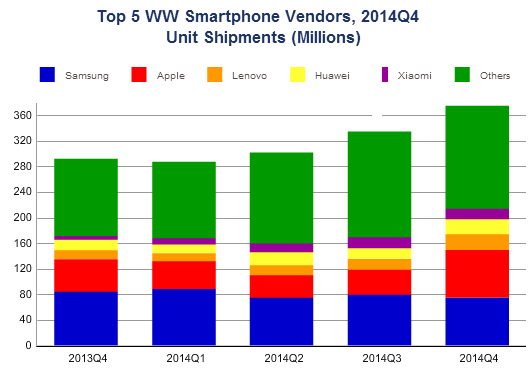 Top 5 WW Smartphone Vendors, 2014Q4
Unit Shipments (Millions)
Samsung Apple Lenovo Huawei Xiaomi Others
360
320
280
240
200
160
120
80
40
0
2013Q4 2014Q1 2014Q2 2014Q3 2014Q4